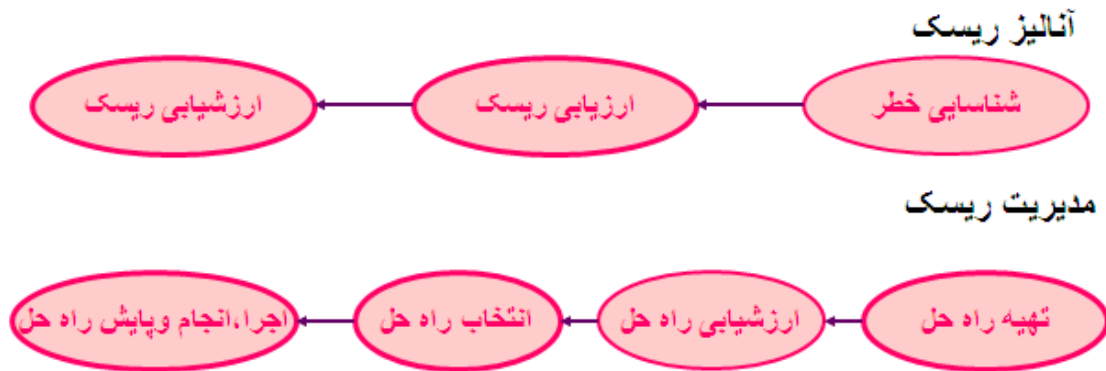 آنالیز ریسک
شناسایی خطر
ارزیابی ریسک
ارزشیابی ریسک
مدیریت ریسک
تهیه راه حل
ارزشیابی راه حل
انتخاب راه حل
اجرا،انجام وپایش راه حل